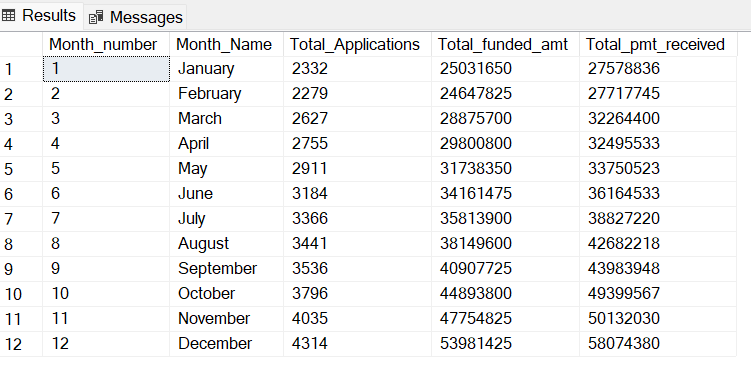 Results Messages
Month_number Month_Name Total_Applications Total_funded_amt Total_pmt_received
1 1 January 2332 25031650 27578836
2 2 February 2279 24647825 27717745
3 3 March 2627 28875700 32264400
4 4 April 2755 29800800 32495533
5 5 May 2911 31738350 33750523
6 6 June 3184 34161475 36164533
7 7 July 3366 35813900 38827220
8 8 August 3441 38149600 42682218
9 9 September 3536 40907725 43983948
10 10 October 3796 44893800 49399567
11 11 November 4035 47754825 50132030
12 12 December 4314 53981425 58074380